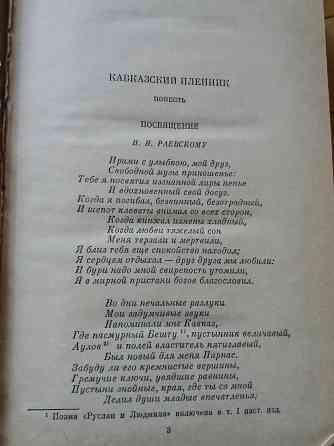 КАВКАЗСКИЙ ПЛЕННИК
ПОВЕСТЬ
ПОСВЯЩЕНИЕ
Н. Н. РАЕВСКОМУ
Прими с улыбкою, мой друг,
Свободной музы приношенье:
Тебе я посвятил изгнанной лиры пенье
И вдохновенный свой досуг.
Когда я погибал, безвинный, безотрадный,
И шепот клеветы внимал со всех сторон,
Когда кинжал измены хладный,
Когда любви тяжелый сон
Меня терзали и мертвили,
Я близ тебя еще спокойство находил;
Я сердцем отдыхал — друг друга мы любили:
И бури надо мной свирепость утомили,
Я в мирной пристани богов благословил.
Во дни печальные разлуки
Мои задумчивые звуки
Напоминали мне Кавказ,
Где пасмурный Бешту, пустынник величавый,
Аулов и полей властитель пятиглавый,
Был новый для меня Парнас.
Забуду ли его кремнистые вершины,
Гремучие ключи, увядшие равнины,
Пустыни знойные, края, где ты со мной
Делил души младые впечатленья,
¹ Поэма «Руслан и Людмила» включена в т. 1 наст. изд.
3